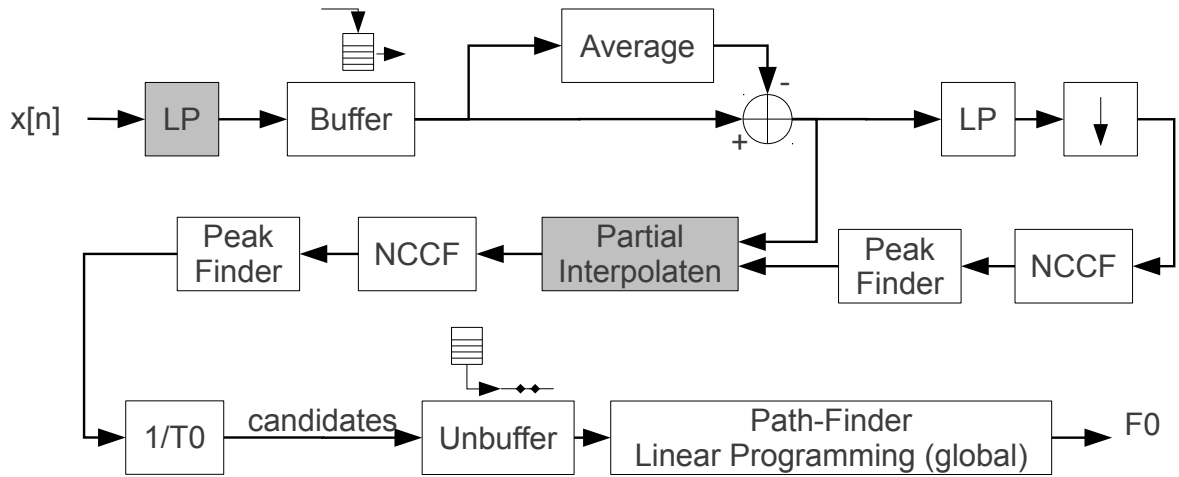 Average
-
x[n]
LP
Buffer
+
LP
Peak
Finder
NCCF
Partial
Interpolaten
Peak
Finder
NCCF
1/T0
candidates
Unbuffer
Path-Finder
Linear Programming (global)
F0